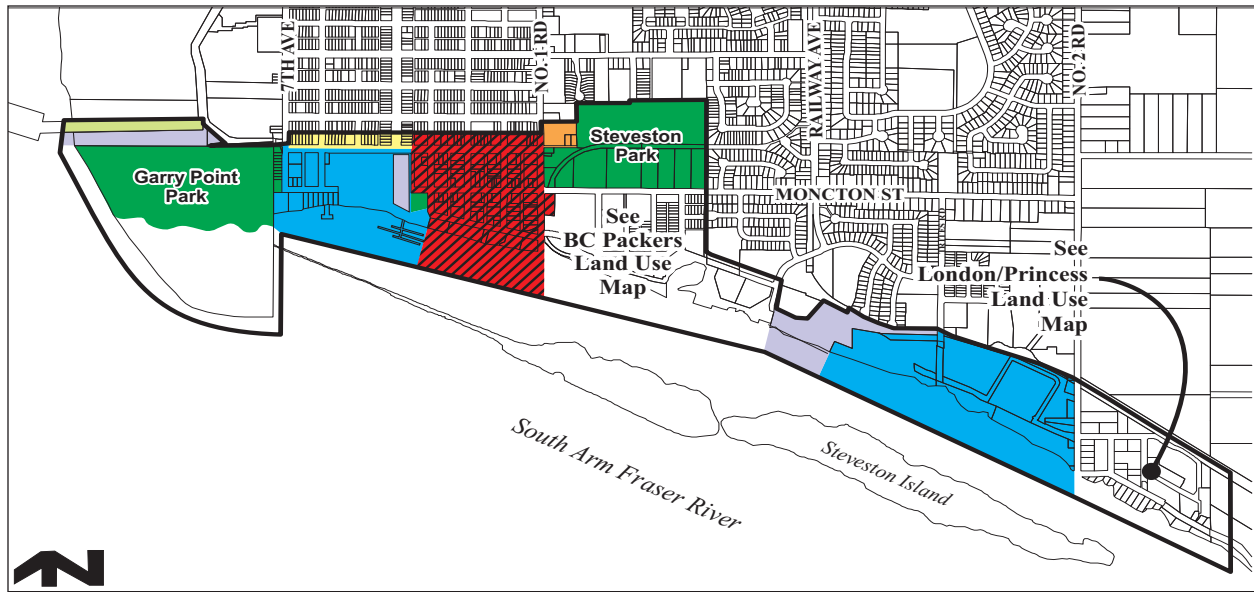 7TH AVE
NO. 1 RD
RAILWAY AVE
NO. 2 RD
Steveston
Park
Garry Point
Park
MONCTON ST
See
BC Packers
Land Use
Map
See
London/Princess
Land Use
Map
South Arm Fraser River
Steveston Island
N